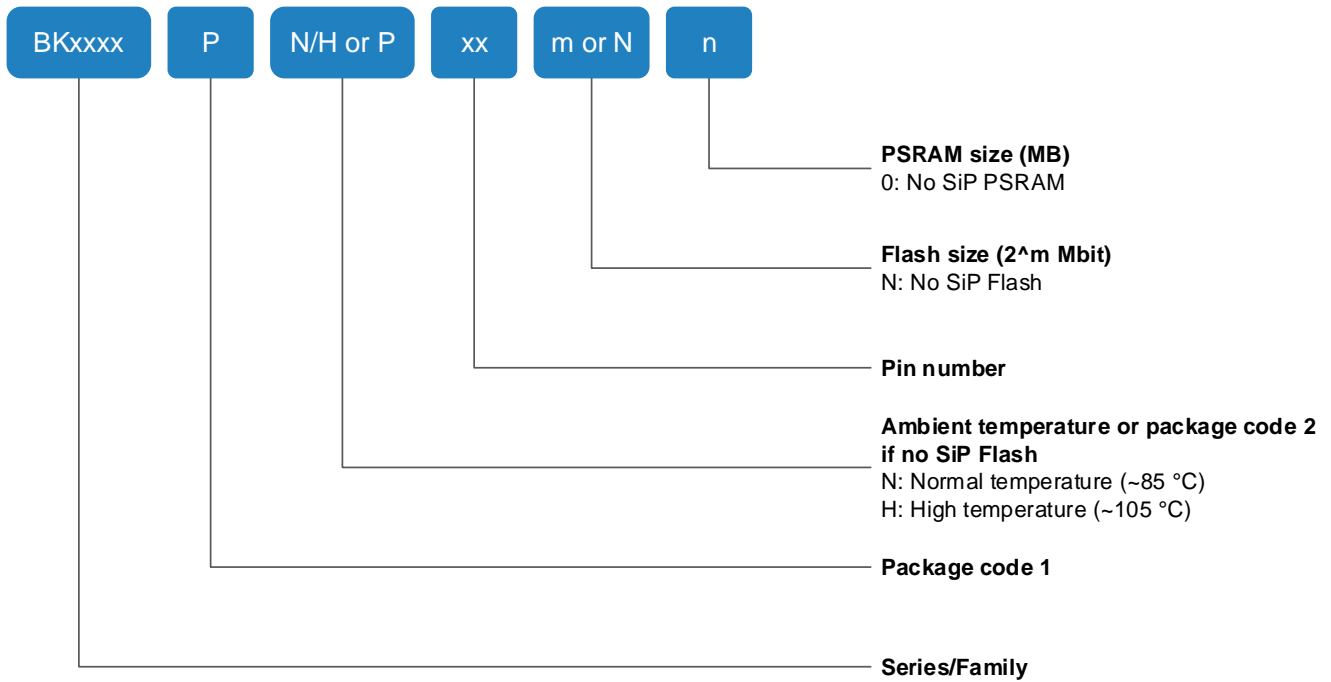 BKxxxx P N/H or P xx m or N n
PSRAM size (MB)
0: No SiP PSRAM
Flash size (2^m Mbit)
N: No SiP Flash
Pin number
Ambient temperature or package code 2
if no SiP Flash
N: Normal temperature (~85 °C)
H: High temperature (~105 °C)
Package code 1
Series/Family